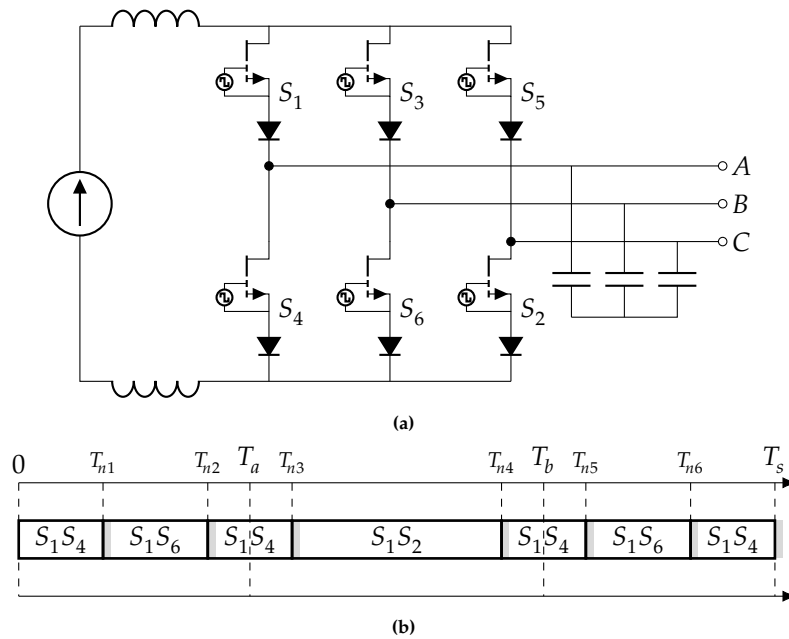 S₁ S₃ S₅
A
B
C
S₄ S₆ S₂
(a)
0 Tₙ₁ Tₙ₂ Tₐ Tₙ₃ Tₙ₄ T_b Tₙ₅ Tₙ₆ Tₛ
S₁S₄ S₁S₆ S₁S₄ S₁S₂ S₁S₄ S₁S₆ S₁S₄
(b)